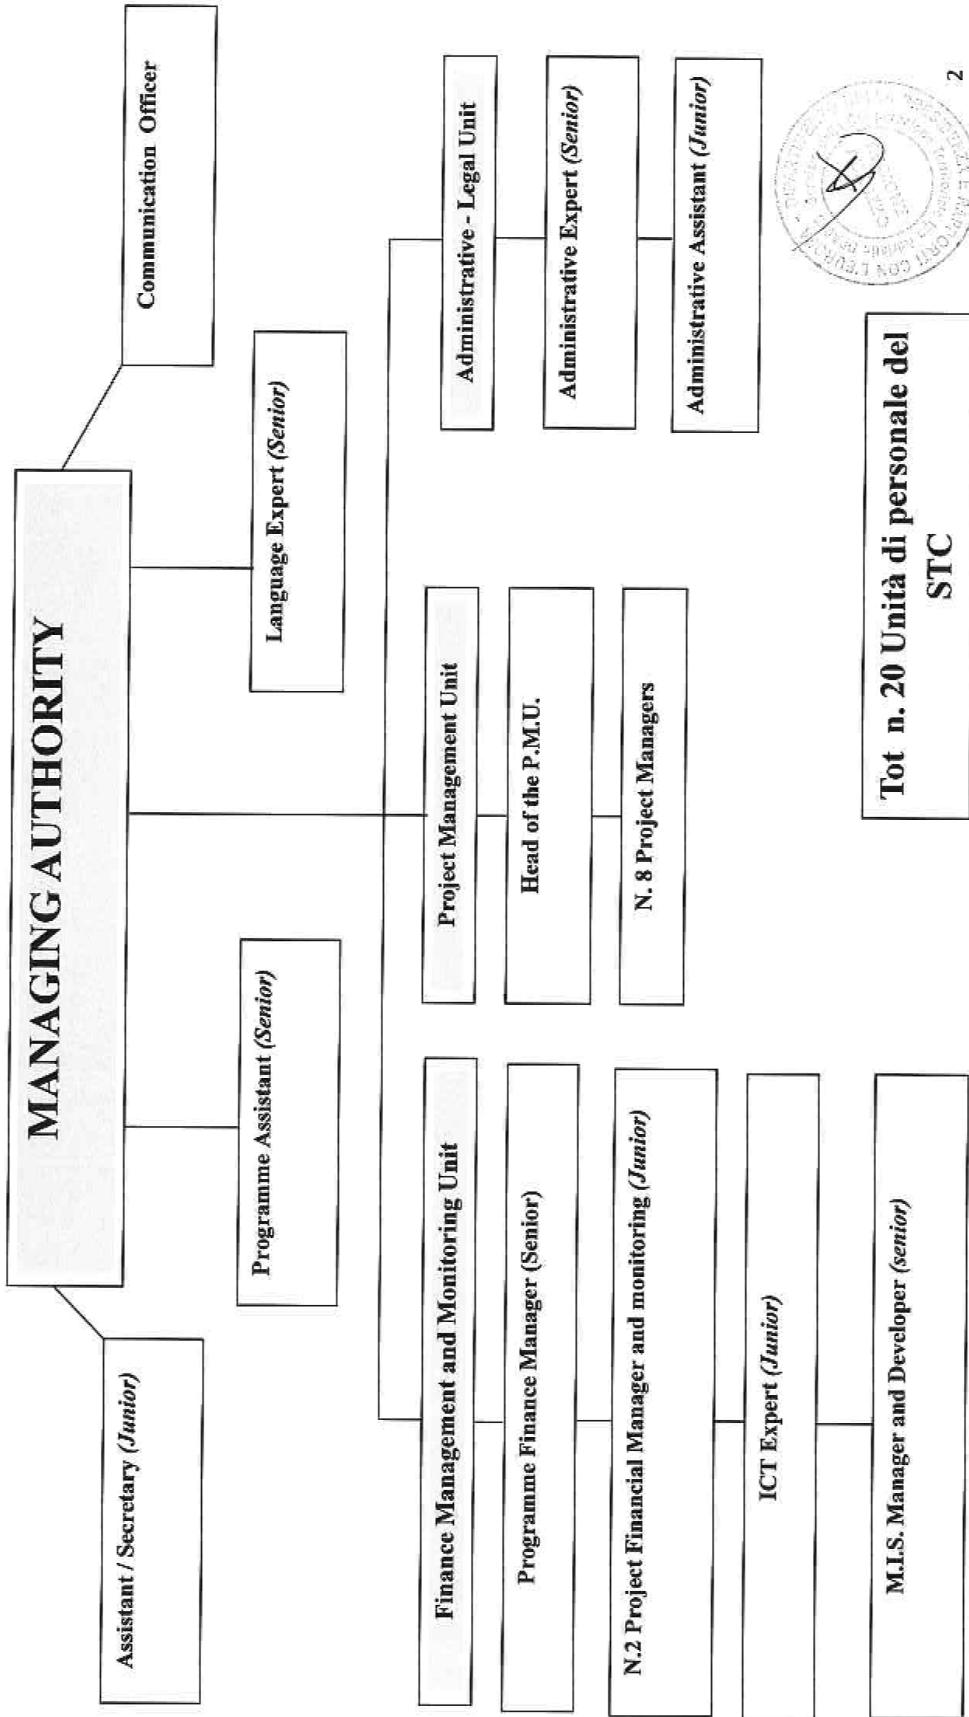 MANAGING AUTHORITY
Assistant / Secretary (Junior)
Communication Officer
Programme Assistant (Senior)
Language Expert (Senior)
Finance Management and Monitoring Unit
Programme Finance Manager (Senior)
N.2 Project Financial Manager and monitoring (Junior)
ICT Expert (Junior)
M.I.S. Manager and Developer (senior)
Project Management Unit
Head of the P.M.U.
N. 8 Project Managers
Administrative - Legal Unit
Administrative Expert (Senior)
Administrative Assistant (Junior)
Tot n. 20 Unità di personale del
STC
2